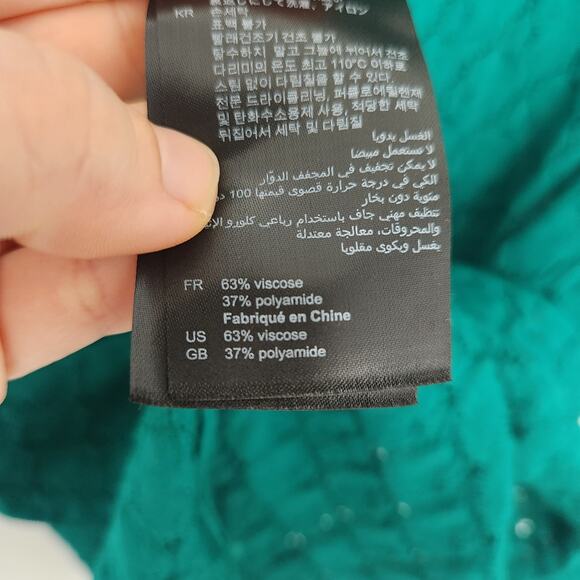 KR 손세탁
표백 불가
빨래건조기 건조 불가
탈수하지 말고 그늘에 뉘어서 건조
다리미의 온도 최고 110°C 이하로
스팀 없이 다림질을 할 수 있다.
전문 드라이클리닝, 퍼클로에틸렌제
및 탄화수소용제 사용, 적당한 세탁
뒤집어서 세탁 및 다림질
الغسل يدويا
لا تستعمل مبيضا
لا يمكن تجفيف في المجفف الدوّار
الكي في درجة حرارة قصوى قيمتها 100
مئوية دون بخار
تنظيف مهني جاف باستخدام رباعي كلورو
والمحروقات، معالجة معتدلة
يغسل ويكوى مقلوبا
FR 63% viscose
37% polyamide
Fabriqué en Chine
US 63% viscose
GB 37% polyamide